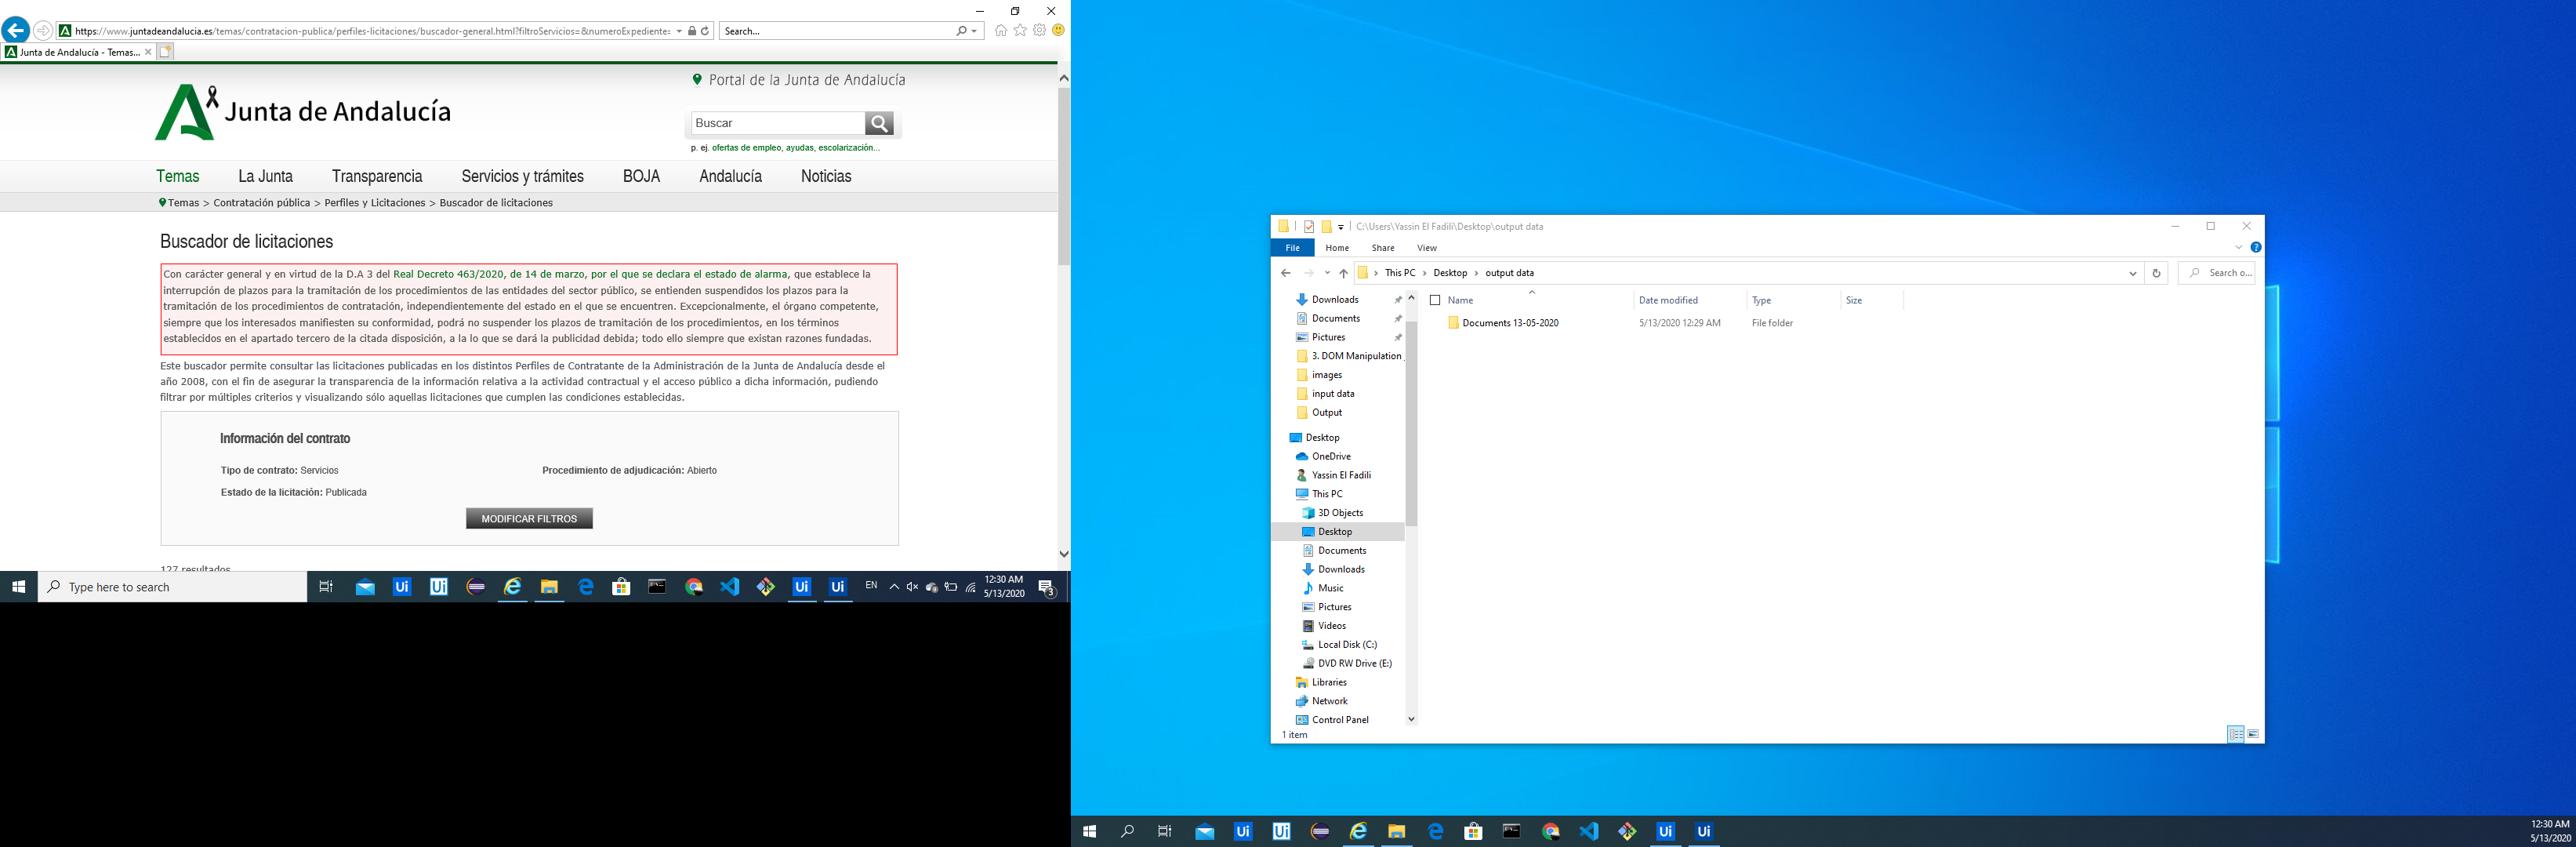 https://www.juntadeandalucia.es/temas/contratacion-publica/perfiles-licitaciones/buscador-general.html?filtroServicios=&numeroExpediente=
Search...
Junta de Andalucía - Temas...
Portal de la Junta de Andalucía
Junta de Andalucía
Buscar
p. ej. ofertas de empleo, ayudas, escolarización...
Temas La Junta Transparencia Servicios y trámites BOJA Andalucía Noticias
Temas > Contratación pública > Perfiles y Licitaciones > Buscador de licitaciones
Buscador de licitaciones
Con carácter general y en virtud de la D.A 3 del Real Decreto 463/2020, de 14 de marzo, por el que se declara el estado de alarma, que establece la
interrupción de plazos para la tramitación de los procedimientos de las entidades del sector público, se entienden suspendidos los plazos para la
tramitación de los procedimientos de contratación, independientemente del estado en el que se encuentren. Excepcionalmente, el órgano competente,
siempre que los interesados manifiesten su conformidad, podrá no suspender los plazos de tramitación de los procedimientos, en los términos
establecidos en el apartado tercero de la citada disposición, a la lo que se dará la publicidad debida; todo ello siempre que existan razones fundadas.
Este buscador permite consultar las licitaciones publicadas en los distintos Perfiles de Contratante de la Administración de la Junta de Andalucía desde el
año 2008, con el fin de asegurar la transparencia de la información relativa a la actividad contractual y el acceso público a dicha información, pudiendo
filtrar por múltiples criterios y visualizando sólo aquellas licitaciones que cumplen las condiciones establecidas.
Información del contrato
Tipo de contrato: Servicios Procedimiento de adjudicación: Abierto
Estado de la licitación: Publicada
MODIFICAR FILTROS
127 resultados
Type here to search
Ui
Ui
Ui
Ui
EN
12:30 AM
5/13/2020
3
C:\Users\Yassin El Fadili\Desktop\output data
File Home Share View
This PC > Desktop > output data
Search o...
Name Date modified Type Size
Documents 13-05-2020 5/13/2020 12:29 AM File folder
Downloads
Documents
Pictures
3. DOM Manipulation
images
input data
Output
Desktop
OneDrive
Yassin El Fadili
This PC
3D Objects
Desktop
Documents
Downloads
Music
Pictures
Videos
Local Disk (C:)
DVD RW Drive (E:)
Libraries
Network
Control Panel
1 item
Ui
Ui
Ui
Ui
12:30 AM
5/13/2020